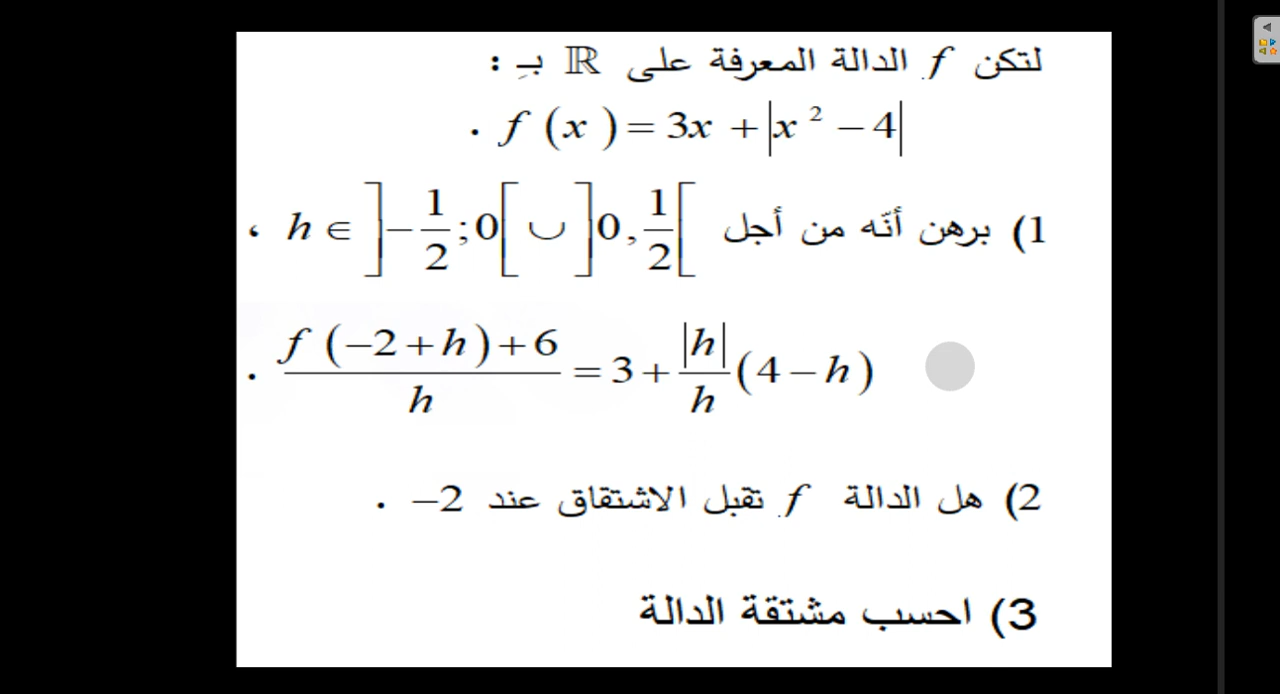 لتكن f الدالة المعرفة على ℝ بـِ :
f (x) = 3x + |x² − 4| .
1) برهن أنّه من أجل h ∈ ]−1/2 ; 0[ ∪ ]0 , 1/2[ ،
(f (−2 + h) + 6)/h = 3 + |h|/h (4 − h) .
2) هل الدالة f تقبل الاشتقاق عند −2 .
3) احسب مشتقة الدالة